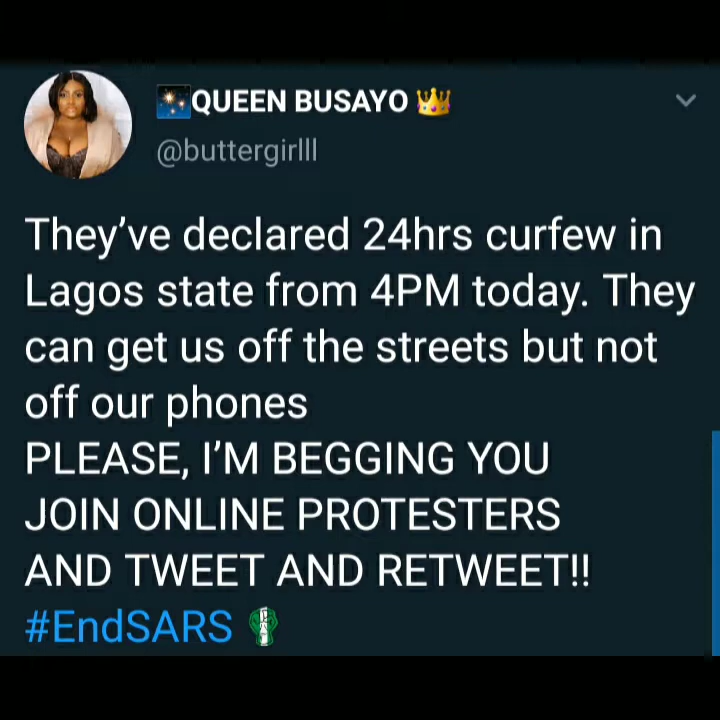 🎇QUEEN BUSAYO 👑
@buttergirlll
They've declared 24hrs curfew in
Lagos state from 4PM today. They
can get us off the streets but not
off our phones
PLEASE, I'M BEGGING YOU
JOIN ONLINE PROTESTERS
AND TWEET AND RETWEET!!
#EndSARS